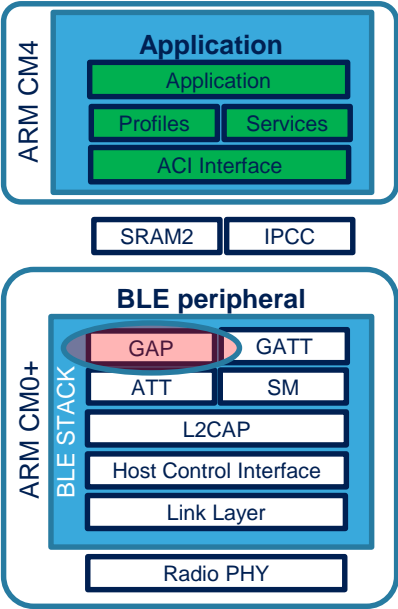 ARM CM4
Application
Application
Profiles Services
ACI Interface
SRAM2 IPCC
ARM CM0+
BLE peripheral
BLE STACK
GAP GATT
ATT SM
L2CAP
Host Control Interface
Link Layer
Radio PHY